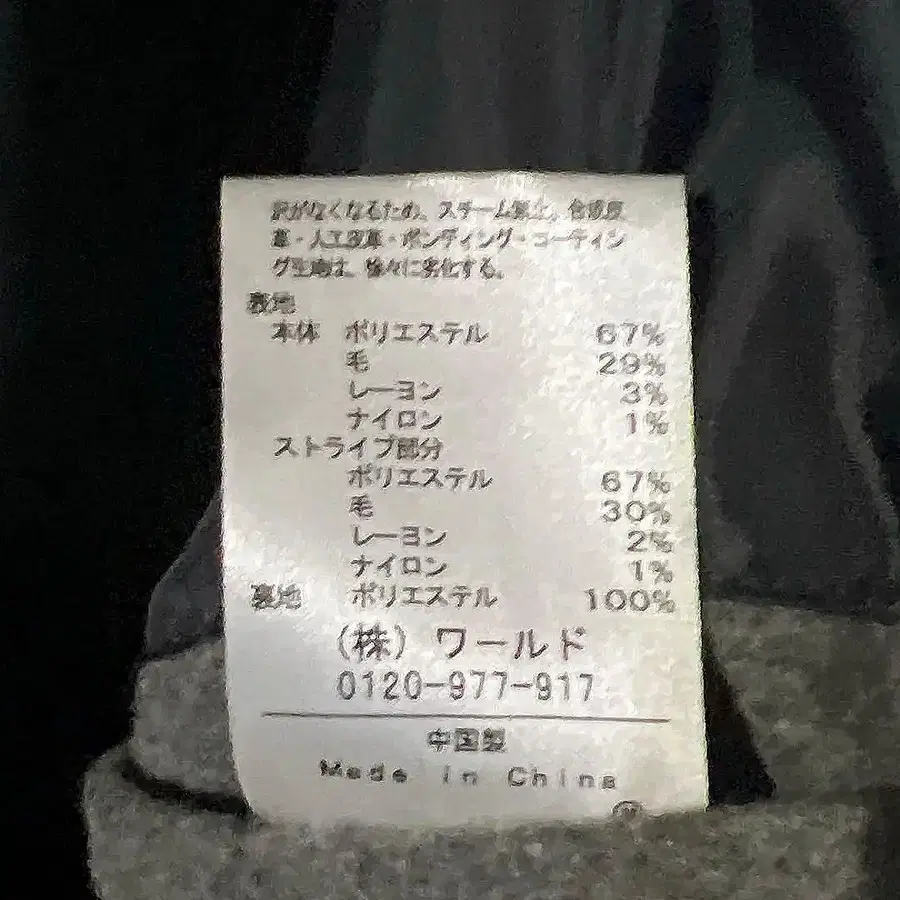 沢がなくなるため、スチーム禁止。合成皮
革・人工皮革・ボンディング・コーティン
グ生地は、徐々に劣化する。
表地
本体 ポリエステル 67%
毛 29%
レーヨン 3%
ナイロン 1%
ストライプ部分
ポリエステル 67%
毛 30%
レーヨン 2%
ナイロン 1%
裏地 ポリエステル 100%
(株) ワールド
0120-977-917
中国製
Made in China